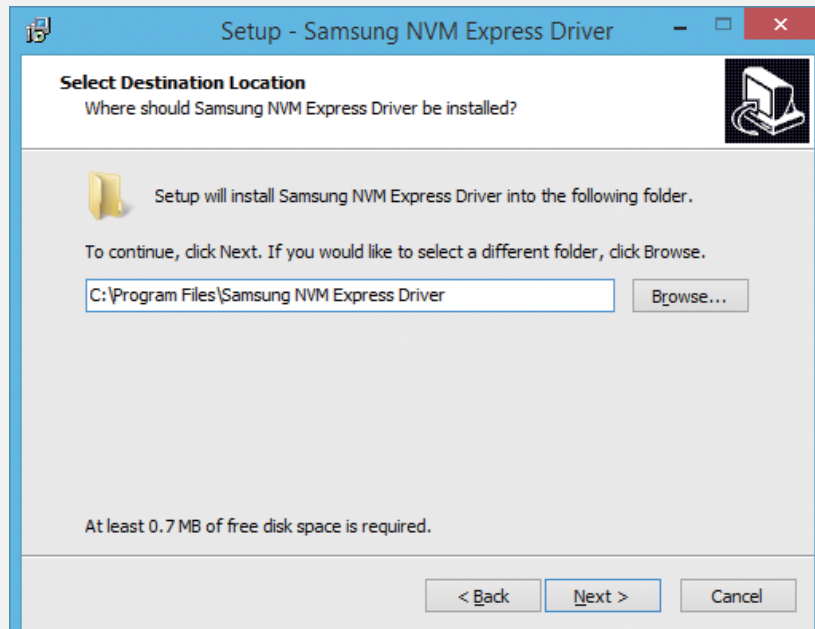 Setup - Samsung NVM Express Driver
Select Destination Location
Where should Samsung NVM Express Driver be installed?
Setup will install Samsung NVM Express Driver into the following folder.
To continue, click Next. If you would like to select a different folder, click Browse.
C:\Program Files\Samsung NVM Express Driver
Browse...
At least 0.7 MB of free disk space is required.
< Back Next > Cancel